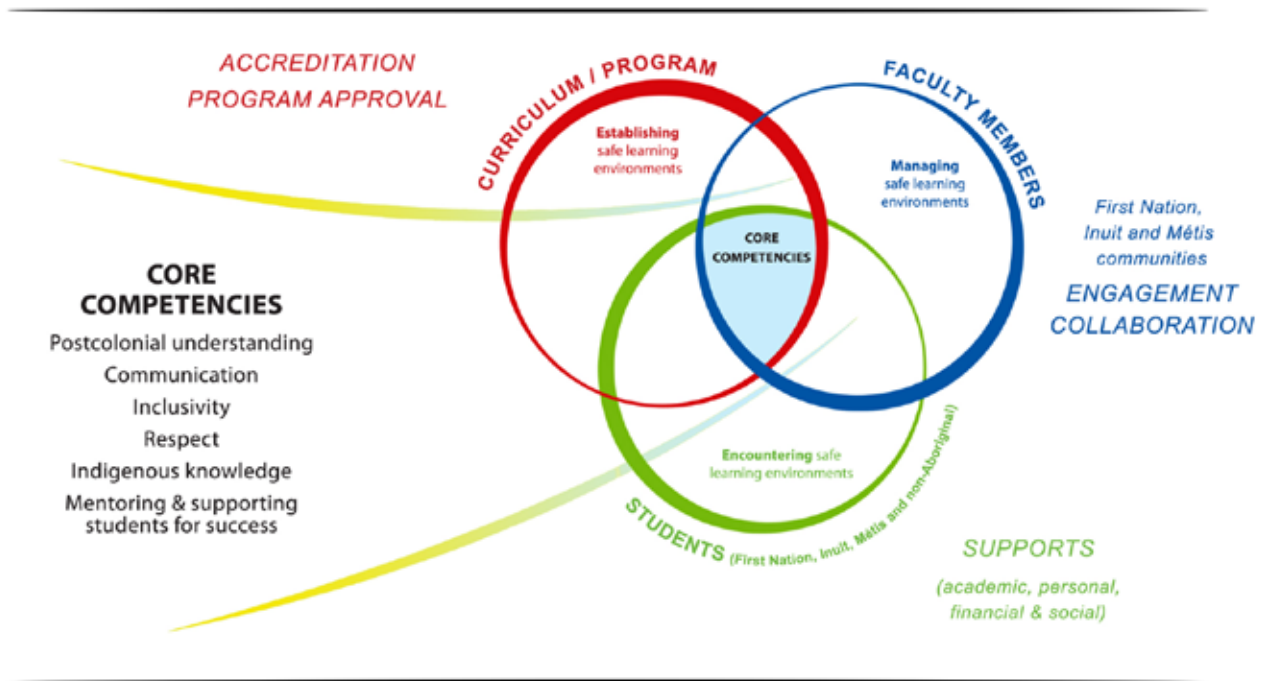 ACCREDITATION
PROGRAM APPROVAL
CURRICULUM / PROGRAM
Establishing
safe learning
environments
FACULTY MEMBERS
Managing
safe learning
environments
First Nation,
Inuit and Métis
communities
ENGAGEMENT
COLLABORATION
CORE
COMPETENCIES
CORE
COMPETENCIES
Postcolonial understanding
Communication
Inclusivity
Respect
Indigenous knowledge
Mentoring & supporting
students for success
Encountering safe
learning environments
STUDENTS (First Nation, Inuit, Métis and non-Aboriginal)
SUPPORTS
(academic, personal,
financial & social)